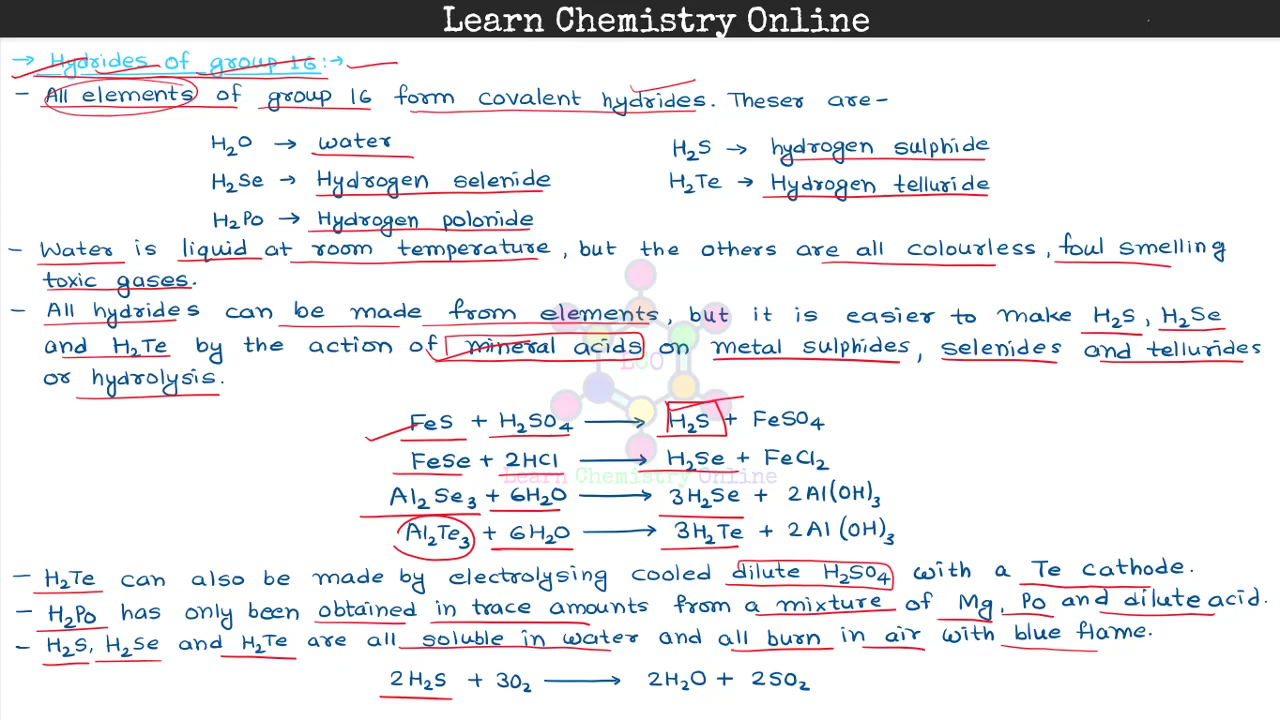 Learn Chemistry Online
→ Hydrides of group 16:→
- All elements of group 16 form covalent hydrides. Theser are-
H₂O → water
H₂S → hydrogen sulphide
H₂Se → Hydrogen selenide
H₂Te → Hydrogen telluride
H₂Po → Hydrogen polonide
- Water is liquid at room temperature, but the others are all colourless, foul smelling
toxic gases.
- All hydrides can be made from elements, but it is easier to make H₂S, H₂Se
and H₂Te by the action of mineral acids on metal sulphides, selenides and tellurides
or hydrolysis.
LCO
FeS + H₂SO₄ ⟶ H₂S + FeSO₄
FeSe + 2HCl ⟶ H₂Se + FeCl₂
Learn Chemistry Online
Al₂Se₃ + 6H₂O ⟶ 3H₂Se + 2Al(OH)₃
Al₂Te₃ + 6H₂O ⟶ 3H₂Te + 2Al(OH)₃
- H₂Te can also be made by electrolysing cooled dilute H₂SO₄ with a Te cathode.
- H₂Po has only been obtained in trace amounts from a mixture of Mg, Po and dilute acid.
- H₂S, H₂Se and H₂Te are all soluble in water and all burn in air with blue flame.
2H₂S + 3O₂ ⟶ 2H₂O + 2SO₂